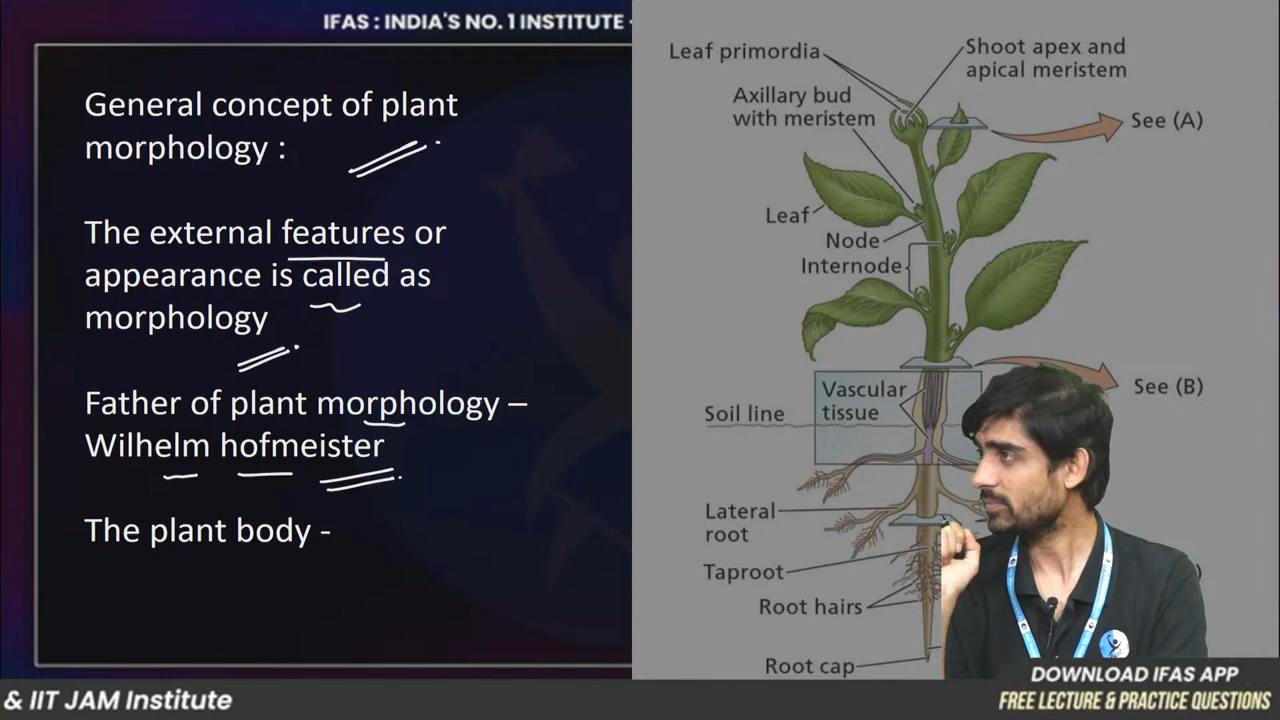 IFAS : INDIA'S NO. 1 INSTITUTE -
General concept of plant
morphology :
The external features or
appearance is called as
morphology
Father of plant morphology –
Wilhelm hofmeister
The plant body -
Leaf primordia
Shoot apex and
apical meristem
Axillary bud
with meristem
See (A)
Leaf
Node
Internode
Vascular
tissue
See (B)
Soil line
Lateral
root
Taproot
Root hairs
Root cap
DOWNLOAD IFAS APP
& IIT JAM Institute
FREE LECTURE & PRACTICE QUESTIONS